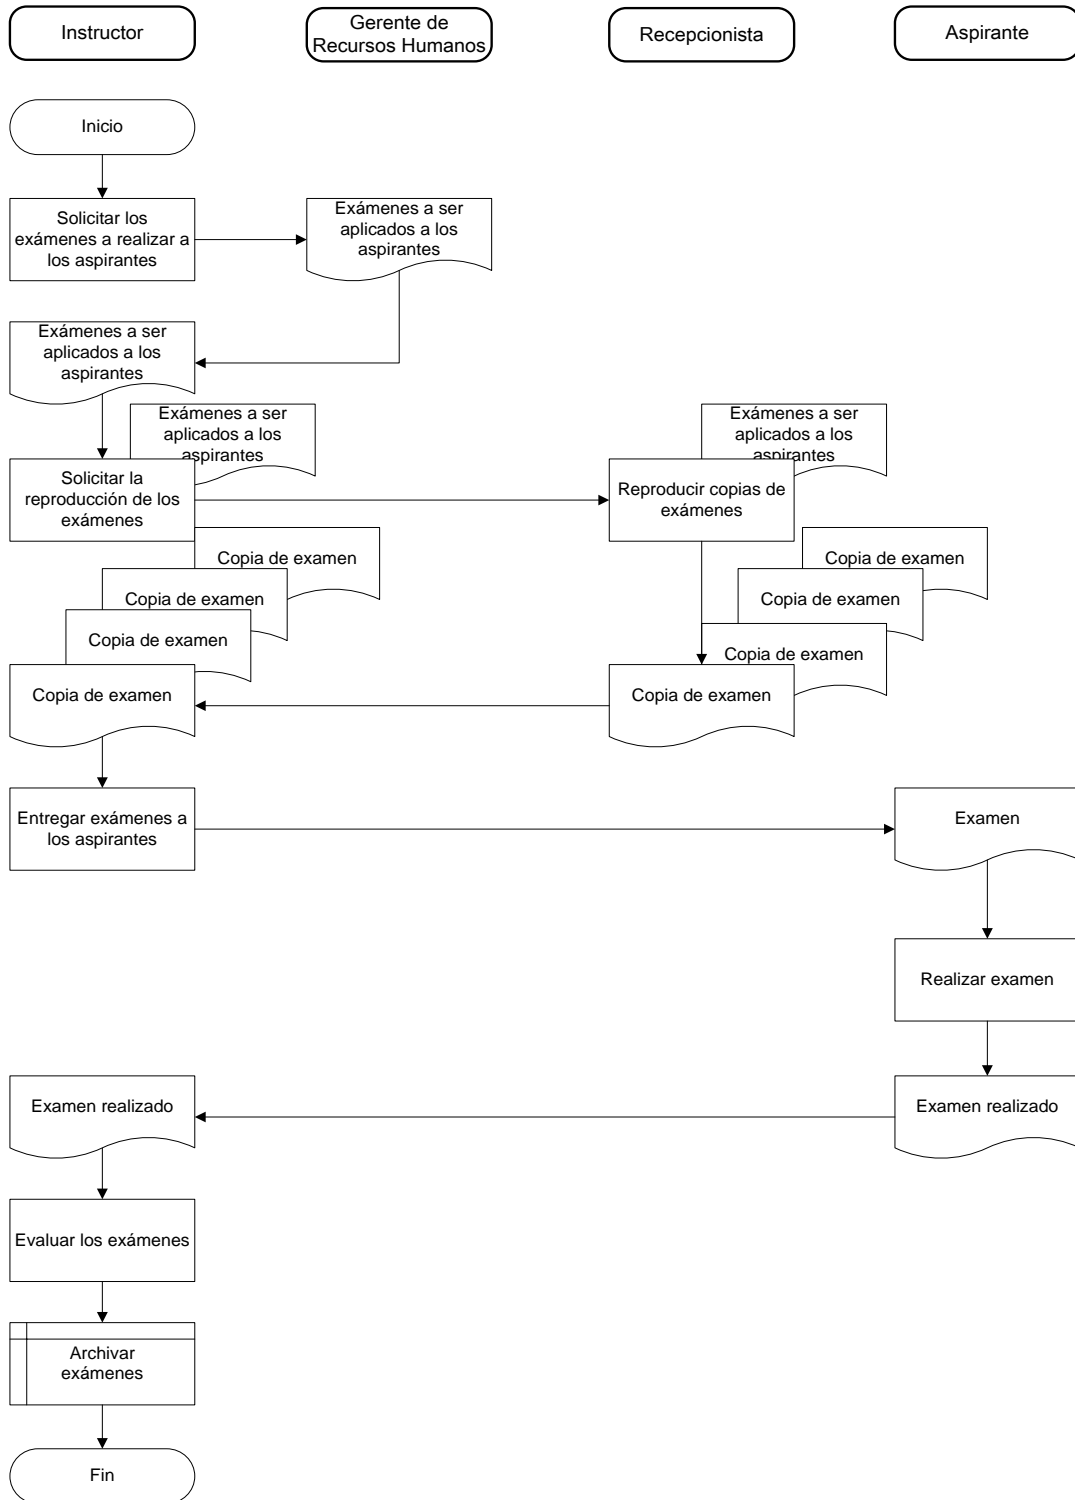 Instructor
Gerente de
Recursos Humanos
Recepcionista
Aspirante
Inicio
Solicitar los
exámenes a realizar a
los aspirantes
Exámenes a ser
aplicados a los
aspirantes
Exámenes a ser
aplicados a los
aspirantes
Exámenes a ser
aplicados a los
aspirantes
Exámenes a ser
aplicados a los
aspirantes
Solicitar la
reproducción de los
exámenes
Reproducir copias de
exámenes
Copia de examen
Copia de examen
Copia de examen
Copia de examen
Copia de examen
Copia de examen
Copia de examen
Copia de examen
Entregar exámenes a
los aspirantes
Examen
Realizar examen
Examen realizado
Examen realizado
Evaluar los exámenes
Archivar
exámenes
Fin